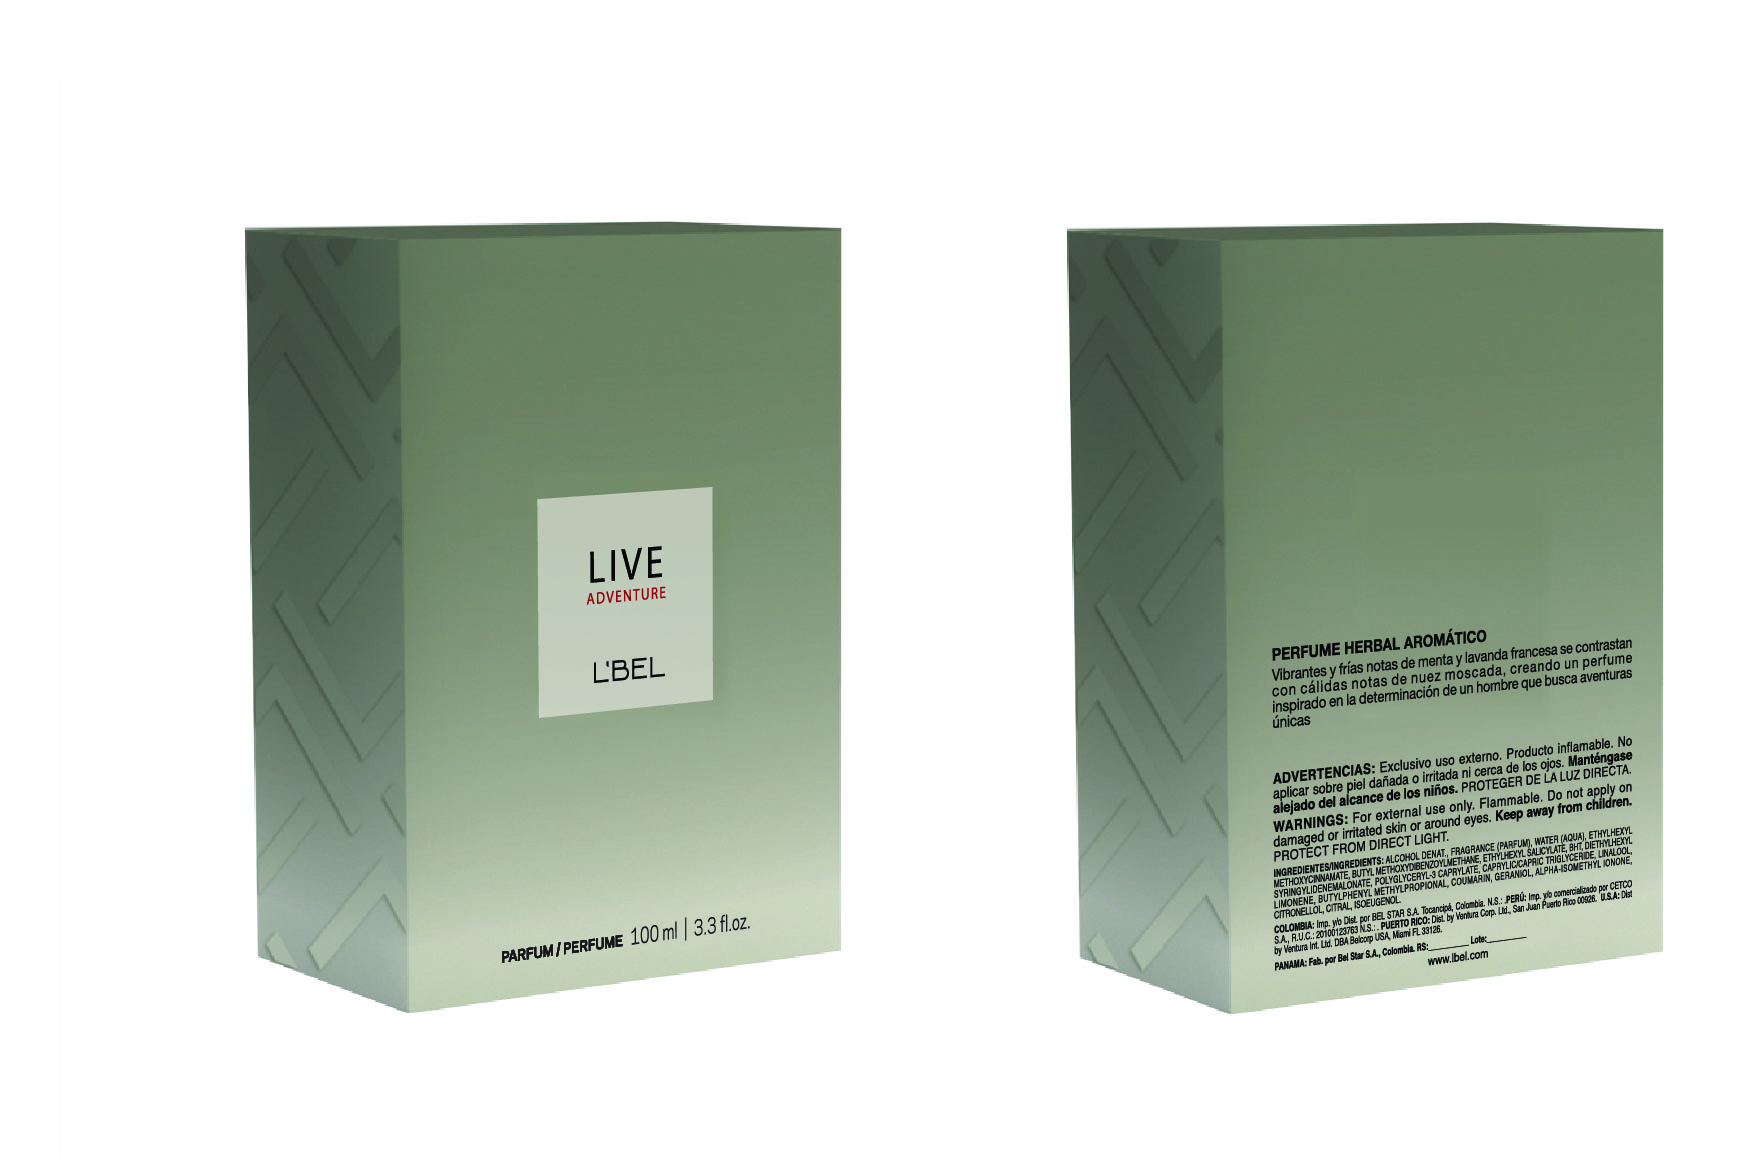 LIVE
ADVENTURE
L'BEL
PARFUM / PERFUME 100 ml | 3.3 fl.oz.
PERFUME HERBAL AROMÁTICO
Vibrantes y frías notas de menta y lavanda francesa se contrastan
con cálidas notas de nuez moscada, creando un perfume
inspirado en la determinación de un hombre que busca aventuras
únicas
ADVERTENCIAS: Exclusivo uso externo. Producto inflamable. No
aplicar sobre piel dañada o irritada ni cerca de los ojos. Manténgase
alejado del alcance de los niños. PROTEGER DE LA LUZ DIRECTA.
WARNINGS: For external use only. Flammable. Do not apply on
damaged or irritated skin or around eyes. Keep away from children.
PROTECT FROM DIRECT LIGHT.
INGREDIENTES/INGREDIENTS: ALCOHOL DENAT., FRAGRANCE (PARFUM), WATER (AQUA), ETHYLHEXYL
METHOXYCINNAMATE, BUTYL METHOXYDIBENZOYLMETHANE, ETHYLHEXYL SALICYLATE, BHT, DIETHYLHEXYL
SYRINGYLIDENEMALONATE, POLYGLYCERYL-3 CAPRYLATE, CAPRYLIC/CAPRIC TRIGLYCERIDE, LINALOOL,
LIMONENE, BUTYLPHENYL METHYLPROPIONAL, COUMARIN, GERANIOL, ALPHA-ISOMETHYL IONONE,
CITRONELLOL, CITRAL, ISOEUGENOL.
COLOMBIA: Imp. y/o Dist. por BEL STAR S.A. Tocancipá, Colombia. N.S.: .PERÚ: Imp. y/o comercializado por CETCO
S.A., R.U.C.: 20100123763 N.S.: . PUERTO RICO: Dist. by Ventura Corp. Ltd., San Juan Puerto Rico 00926. U.S.A: Dist
by Ventura Int. Ltd. DBA Belcorp USA, Miami FL 33126.
PANAMA: Fab. por Bel Star S.A., Colombia. RS:________ Lote:________
www.lbel.com